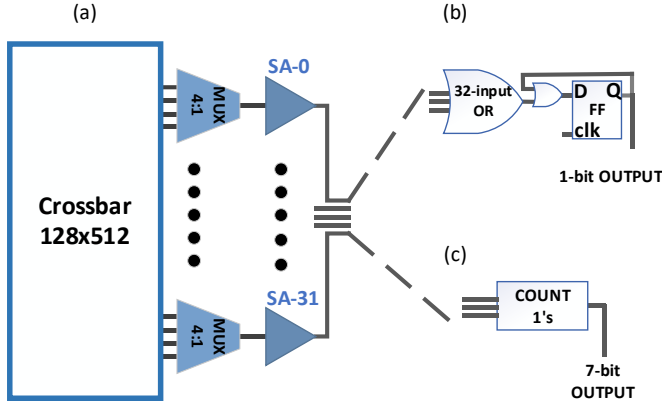 (a)
(b)
SA-0
MUX
4:1
32-input
OR
D
Q
FF
clk
1-bit OUTPUT
Crossbar
128x512
(c)
SA-31
MUX
4:1
COUNT
1's
7-bit
OUTPUT